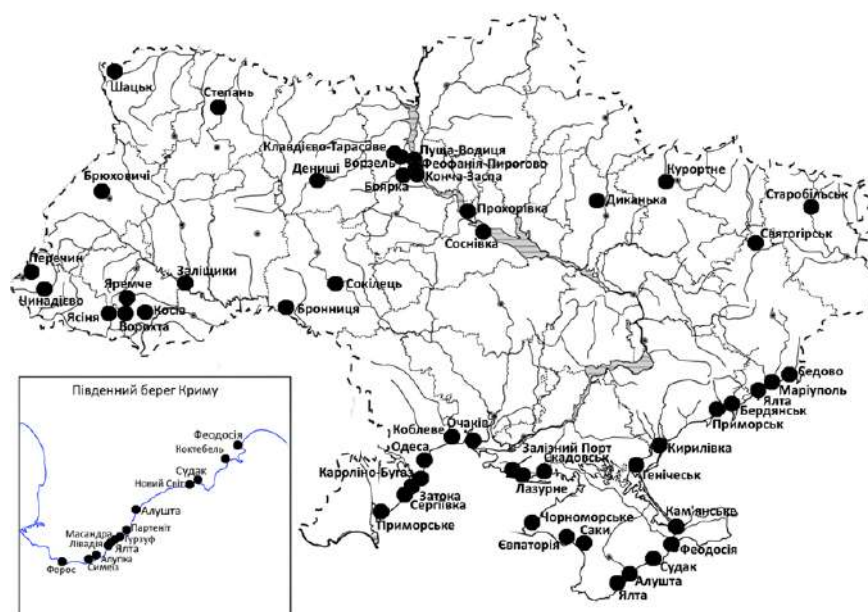 Шацьк
Степань
Клавдієво-Тарасове
Пуща-Водиця
Ворзель
Феофанія-Пирогово
Дениші
Боярка
Конча-Заспа
Курортне
Брюховичі
Диканька
Старобільськ
Прохорівка
Соснівка
Святогірськ
Перечин
Чинадієво
Яремче
Заліщики
Сокілець
Ясіня
Ворохта
Косів
Бронниця
бедово
Маріуполь
Ялта
Бердянськ
Приморськ
Коблеве
Очаків
Одеса
Залізний Порт
Скадовськ
Кирилівка
Генічеськ
Кароліно-Бугаз
Лазурне
Затока
Сергіївка
Приморське
Чорноморське
Кам'янське
Євпаторія
Саки
Феодосія
Судак
Алушта
Ялта
Південний берег Криму
Феодосія
Коктебель
Судак
Новий Світ
Алушта
Партеніт
Масандра
Гурзуф
Лівадія
Ялта
Алупка
Форос
Симеїз